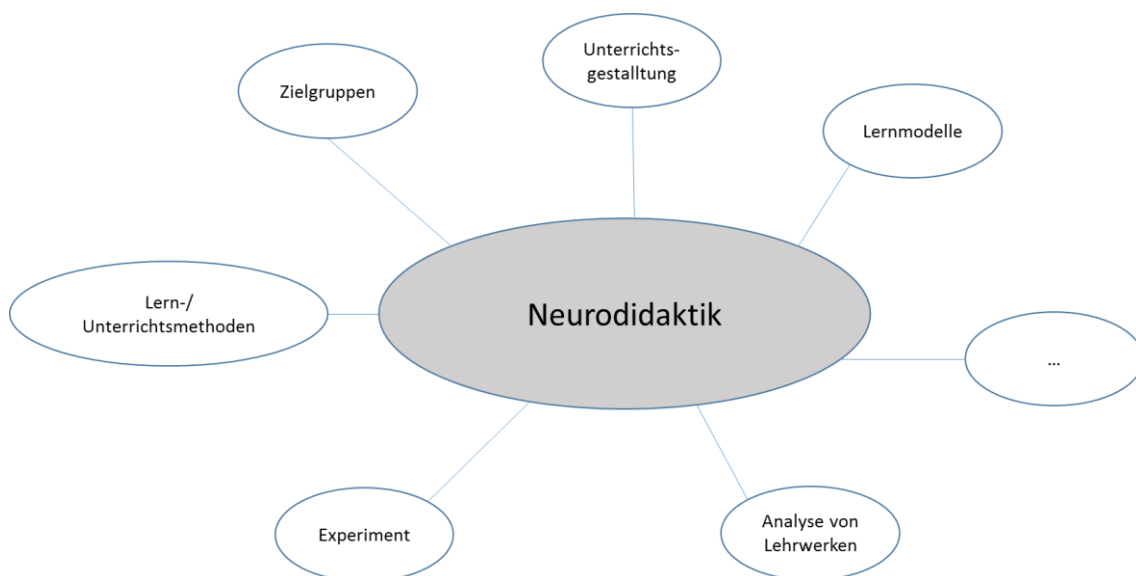 Unterrichts-
gestalltung
Zielgruppen
Lernmodelle
Lern-/
Unterrichtsmethoden
Neurodidaktik
...
Experiment
Analyse von
Lehrwerken